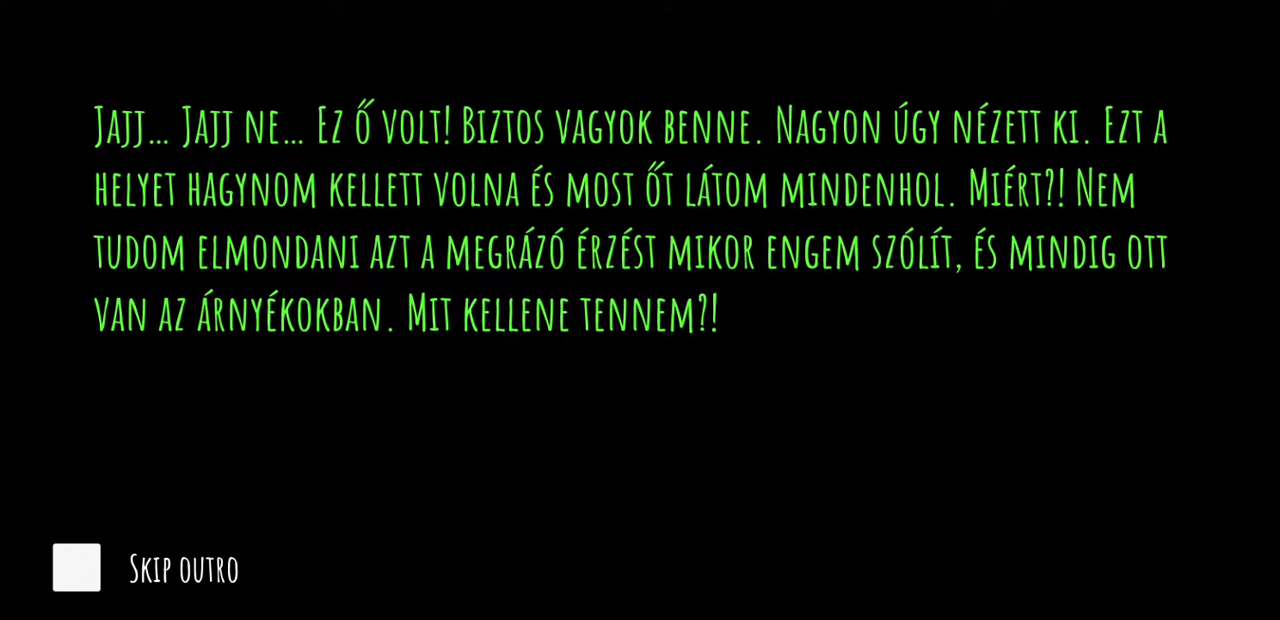 Jajj... Jajj ne... Ez ő volt! Biztos vagyok benne. Nagyon úgy nézett ki. Ezt a
helyet hagynom kellett volna és most őt látom mindenhol. Miért?! Nem
tudom elmondani azt a megrázó érzést mikor engem szólít, és mindig ott
van az árnyékokban. Mit kellene tennem?!
Skip outro